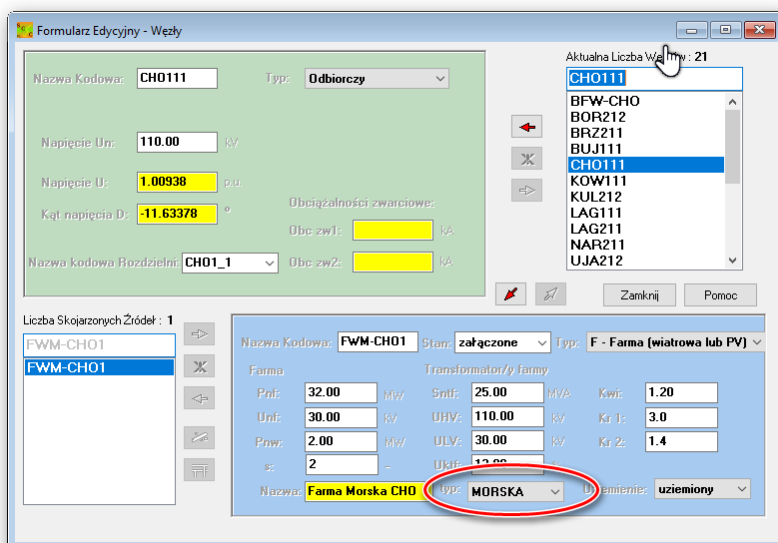 Formularz Edycyjny - Węzły
Nazwa Kodowa: CHO111 Typ: Odbiorczy
Napięcie Un: 110.00 kV
Napięcie U: 1.00938 p.u.
Kąt napięcia D: -11.63378 °
Obciążalności zwarciowe:
Obc zw1: kA
Nazwa kodowa Rozdzielni: CHO1_1 Obc zw2: kA
Aktualna Liczba : 21
CHO111
BFW-CHO
BOR212
BRZ211
BUJ111
CHO111
KOW111
KUL212
LAG111
LAG211
NAR211
UJA212
Zamknij Pomoc
Liczba Skojarzonych Źródeł : 1
FWM-CHO1
FWM-CHO1
Nazwa Kodowa: FWM-CHO1 Stan: załączone Typ: F - Farma (wiatrowa lub PV)
Farma Transformator/y farmy
Pnf: 32.00 MW Sntf: 25.00 MVA Kwi: 1.20
Unf: 30.00 kV UHV: 110.00 kV Kr 1: 3.0
Pnw: 2.00 MW ULV: 30.00 kV Kr 2: 1.4
s: 2 - Uktf:
Nazwa: Farma Morska CHO typ: MORSKA uziemiony